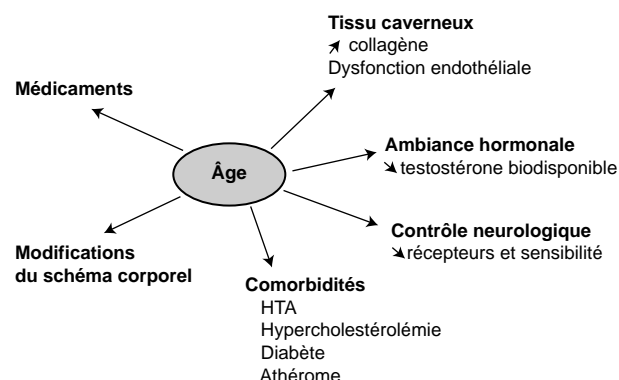 Tissu caverneux
↗ collagène
Dysfonction endothéliale
Médicaments
Ambiance hormonale
↘ testostérone biodisponible
Âge
Contrôle neurologique
↘ récepteurs et sensibilité
Modifications
du schéma corporel
Comorbidités
HTA
Hypercholestérolémie
Diabète
Athérome